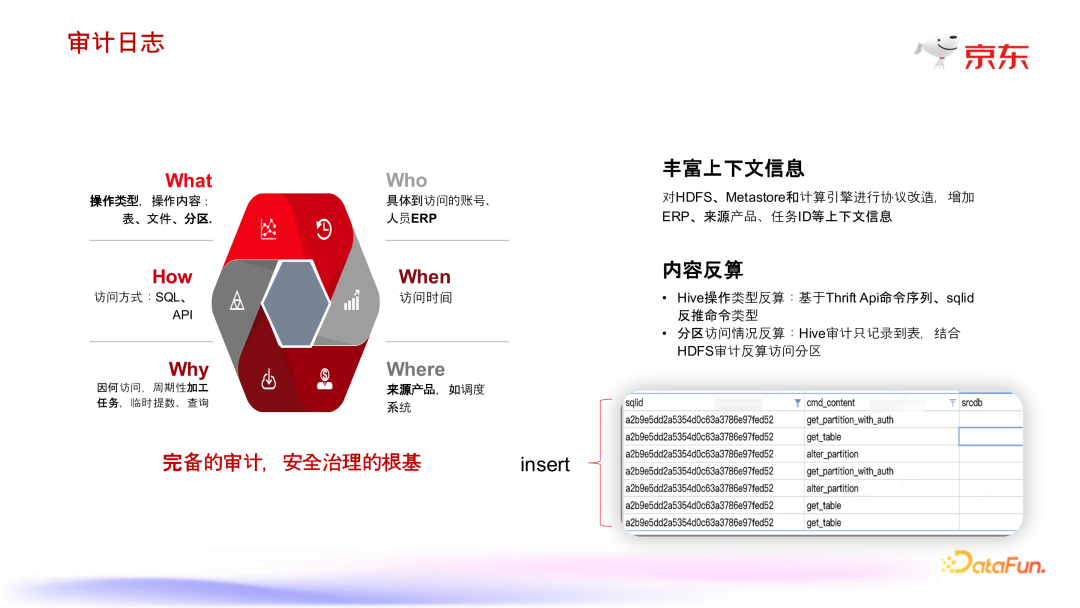 审计日志
京东
What
操作类型，操作内容：
表、文件、分区.
Who
具体到访问的账号、
人员ERP
How
访问方式：SQL、
API
When
访问时间
Why
因何访问，周期性加工
任务，临时提数、查询
Where
来源产品，如调度
系统
完备的审计，安全治理的根基
丰富上下文信息
对HDFS、Metastore和计算引擎进行协议改造，增加
ERP、来源产品、任务ID等上下文信息
内容反算
• Hive操作类型反算：基于Thrift Api命令序列、sqlid
反推命令类型
• 分区访问情况反算：Hive审计只记录到表，结合
HDFS审计反算访问分区
insert
sqlid cmd_content srcdb
a2b9e5dd2a5354d0c63a3786e97fed52 get_partition_with_auth
a2b9e5dd2a5354d0c63a3786e97fed52 get_table
a2b9e5dd2a5354d0c63a3786e97fed52 alter_partition
a2b9e5dd2a5354d0c63a3786e97fed52 get_partition_with_auth
a2b9e5dd2a5354d0c63a3786e97fed52 alter_partition
a2b9e5dd2a5354d0c63a3786e97fed52 get_table
a2b9e5dd2a5354d0c63a3786e97fed52 get_table
DataFun.